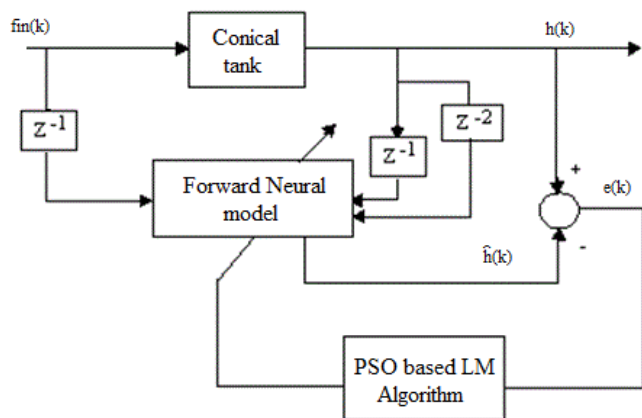 fin(k)
Conical
tank
h(k)
Z⁻¹
Z⁻¹
Z⁻²
Forward Neural
model
+
e(k)
-
ĥ(k)
PSO based LM
Algorithm